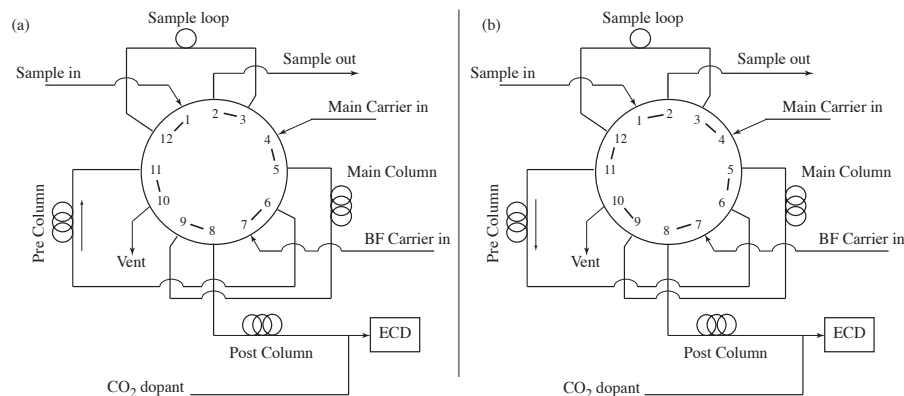 (a)
Sample loop
Sample in
Sample out
Main Carrier in
1
2
3
4
5
6
7
8
9
10
11
12
Main Column
Pre Column
BF Carrier in
Vent
ECD
Post Column
CO2 dopant
(b)
Sample loop
Sample in
Sample out
Main Carrier in
1
2
3
4
5
6
7
8
9
10
11
12
Main Column
Pre Column
BF Carrier in
Vent
ECD
Post Column
CO2 dopant